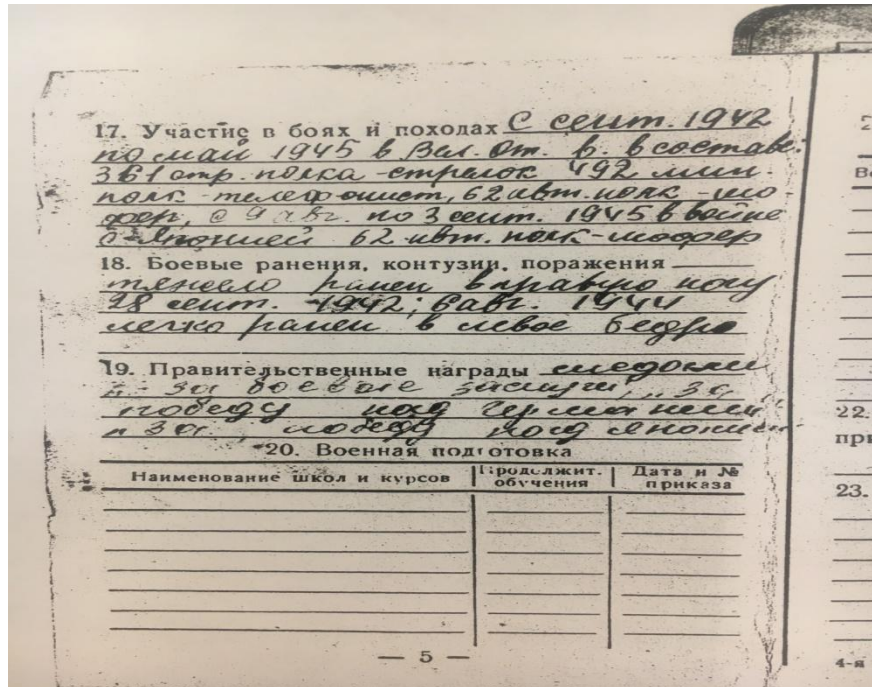 17. Участие в боях и походах С сент. 1942
по май 1945 в Вел. От. в. в составе:
361 стр. полка - стрелок 492 мин.
полк - телефонист, 62 авт. полк - шо
фер, с 9 авг. по 3 сент. 1945 в войне
с Японией 62 авт. полк - шофер
18. Боевые ранения, контузии, поражения
тяжело ранен в правую ногу
28 сент. 1942; 6 авг. 1944
легко ранен в левое бедро
19. Правительственные награды медали
"За боевые заслуги", "За
победу над Германией"
"За победу над Японией"
20. Военная подготовка
Наименование школ и курсов Продолжит. обучения Дата и № приказа
— 5 —
22.
при
23.
4-я